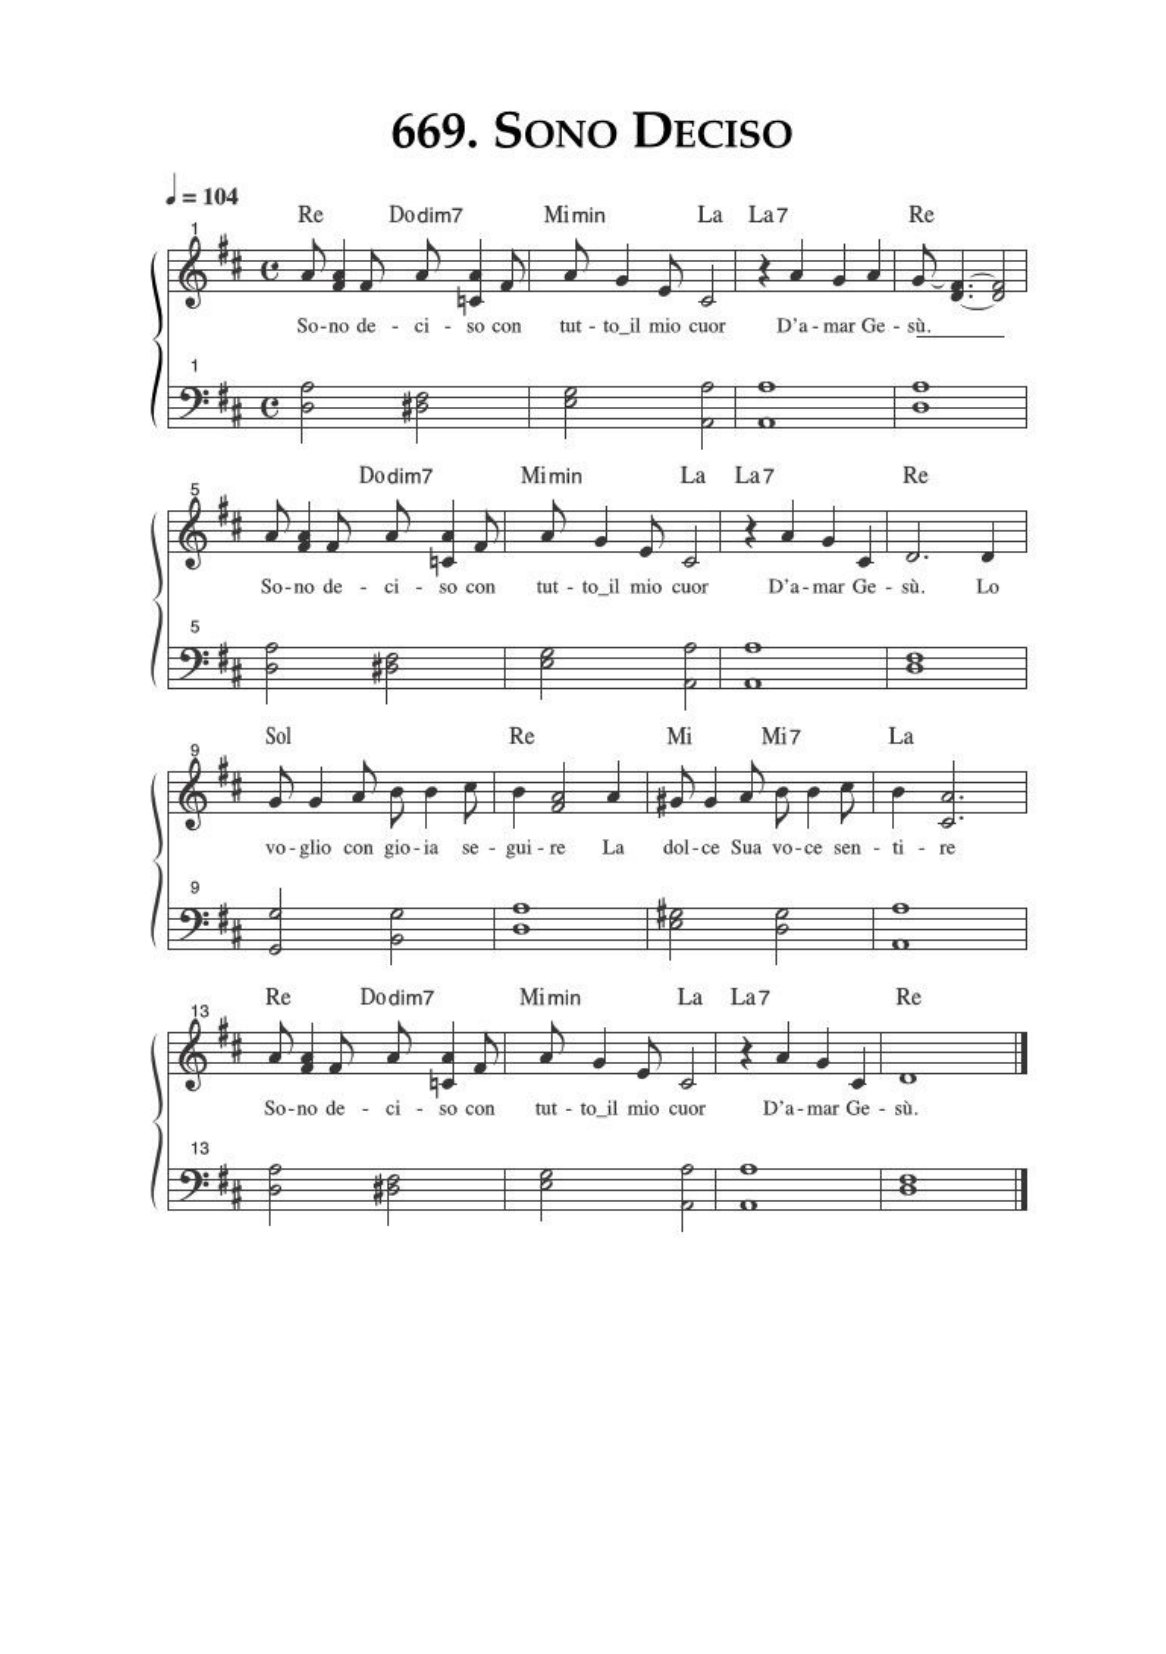 669. SONO DECISO
= 104
Re Dodim7 Mimin La La7 Re
1
So-no de - ci - so con tut - to_il mio cuor D'a - mar Ge - sù.
1
Dodim7 Mimin La La7 Re
5
So-no de - ci - so con tut - to_il mio cuor D'a - mar Ge - sù. Lo
5
Sol Re Mi Mi7 La
9
vo - glio con gio - ia se - gui - re La dol - ce Sua vo - ce sen - ti - re
9
Re Dodim7 Mimin La La7 Re
13
So-no de - ci - so con tut - to_il mio cuor D'a - mar Ge - sù.
13